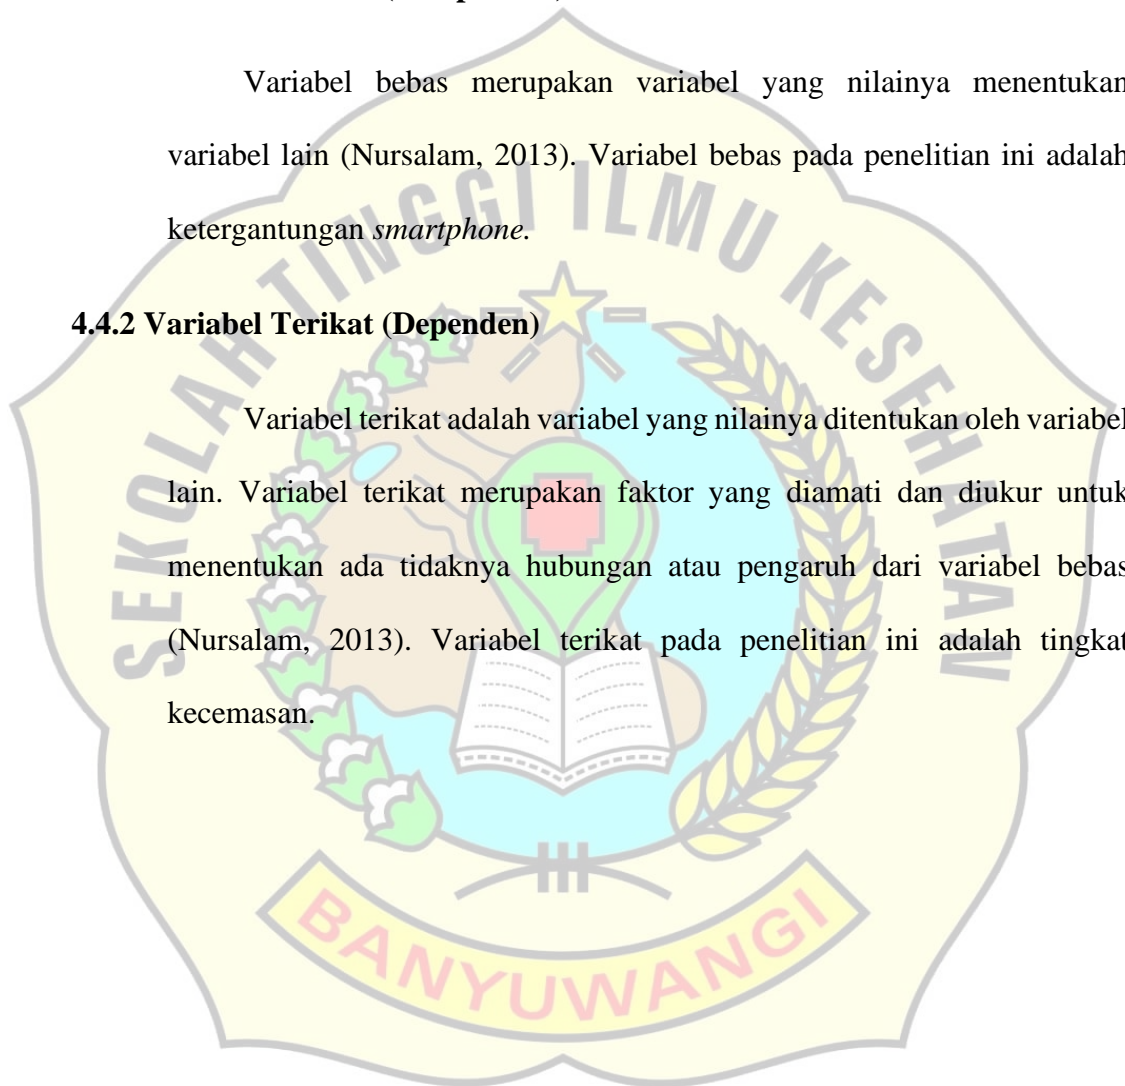 Variabel bebas merupakan variabel yang nilainya menentukan
variabel lain (Nursalam, 2013). Variabel bebas pada penelitian ini adalah
ketergantungan smartphone.
4.4.2 Variabel Terikat (Dependen)
Variabel terikat adalah variabel yang nilainya ditentukan oleh variabel
lain. Variabel terikat merupakan faktor yang diamati dan diukur untuk
menentukan ada tidaknya hubungan atau pengaruh dari variabel bebas
(Nursalam, 2013). Variabel terikat pada penelitian ini adalah tingkat
kecemasan.
SEKOLAH TINGGI ILMU KESEHATAN
BANYUWANGI